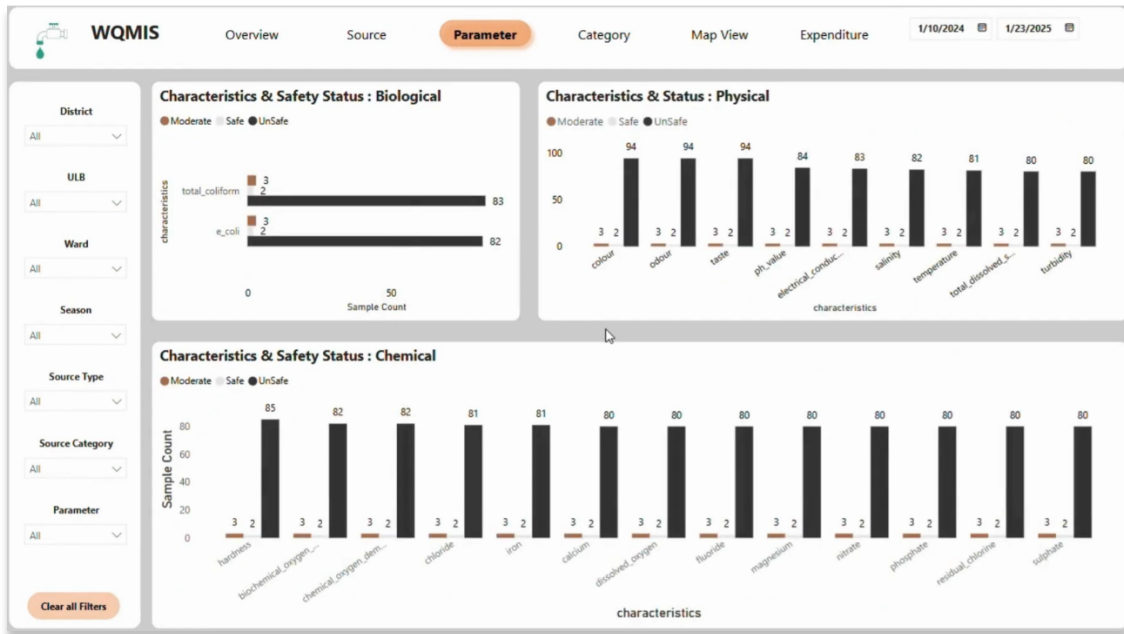 WQMIS
Overview
Source
Parameter
Category
Map View
Expenditure
1/10/2024
1/23/2025
District
All
ULB
All
Ward
All
Season
All
Source Type
All
Source Category
All
Parameter
All
Clear all Filters
Characteristics & Safety Status : Biological
Moderate Safe UnSafe
characteristics
total_coliform
3
2
83
e_coli
3
2
82
0 50
Sample Count
Characteristics & Status : Physical
Moderate Safe UnSafe
100
50
0
94 94 94 84 83 82 81 80 80
3 2 3 2 3 2 3 2 3 2 3 2 3 2 3 2 3 2
colour odour taste ph_value electrical_conduc... salinity temperature total_dissolved_s... turbidity
characteristics
Characteristics & Safety Status : Chemical
Moderate Safe UnSafe
Sample Count
80
60
40
20
0
85 82 82 81 81 80 80 80 80 80 80 80 80
3 2 3 2 3 2 3 2 3 2 3 2 3 2 3 2 3 2 3 2 3 2 3 2 3 2
hardness biochemical_oxygen_... chemical_oxygen_dem... chloride iron calcium dissolved_oxygen fluoride magnesium nitrate phosphate residual_chlorine sulphate
characteristics